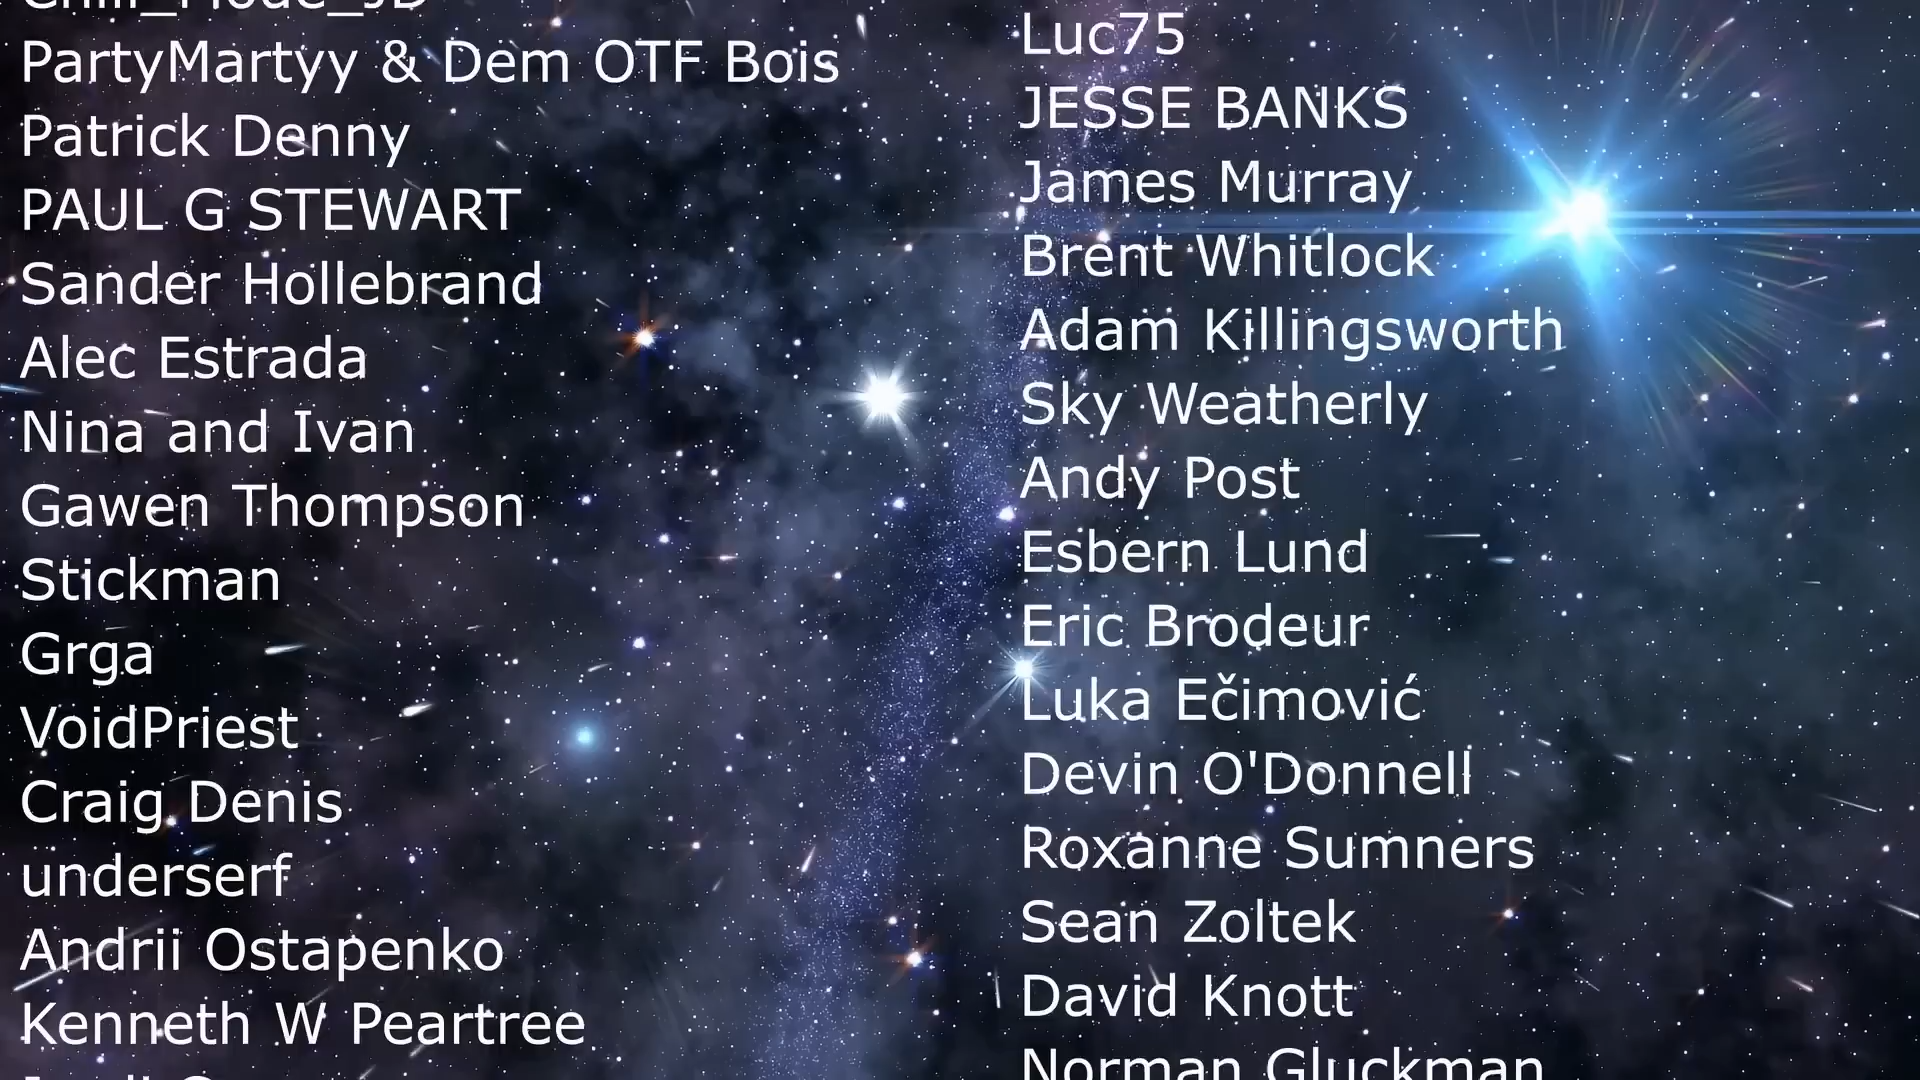 PartyMartyy & Dem OTF Bois
Patrick Denny
PAUL G STEWART
Sander Hollebrand
Alec Estrada
Nina and Ivan
Gawen Thompson
Stickman
Grga
VoidPriest
Craig Denis
underserf
Andrii Ostapenko
Kenneth W Peartree
Luc75
JESSE BANKS
James Murray
Brent Whitlock
Adam Killingsworth
Sky Weatherly
Andy Post
Esbern Lund
Eric Brodeur
Luka Ečimović
Devin O'Donnell
Roxanne Sumners
Sean Zoltek
David Knott
Norman Gluckman